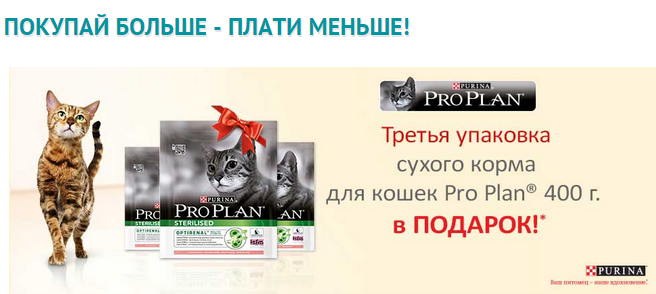 ПОКУПАЙ БОЛЬШЕ - ПЛАТИ МЕНЬШЕ!
PURINA
PRO PLAN
Третья упаковка
сухого корма
для кошек Pro Plan® 400 г.
в ПОДАРОК!*
PURINA
PRO PLAN
STERILISED
OPTIRENAL
PURINA
Ваш питомец – наше вдохновение.